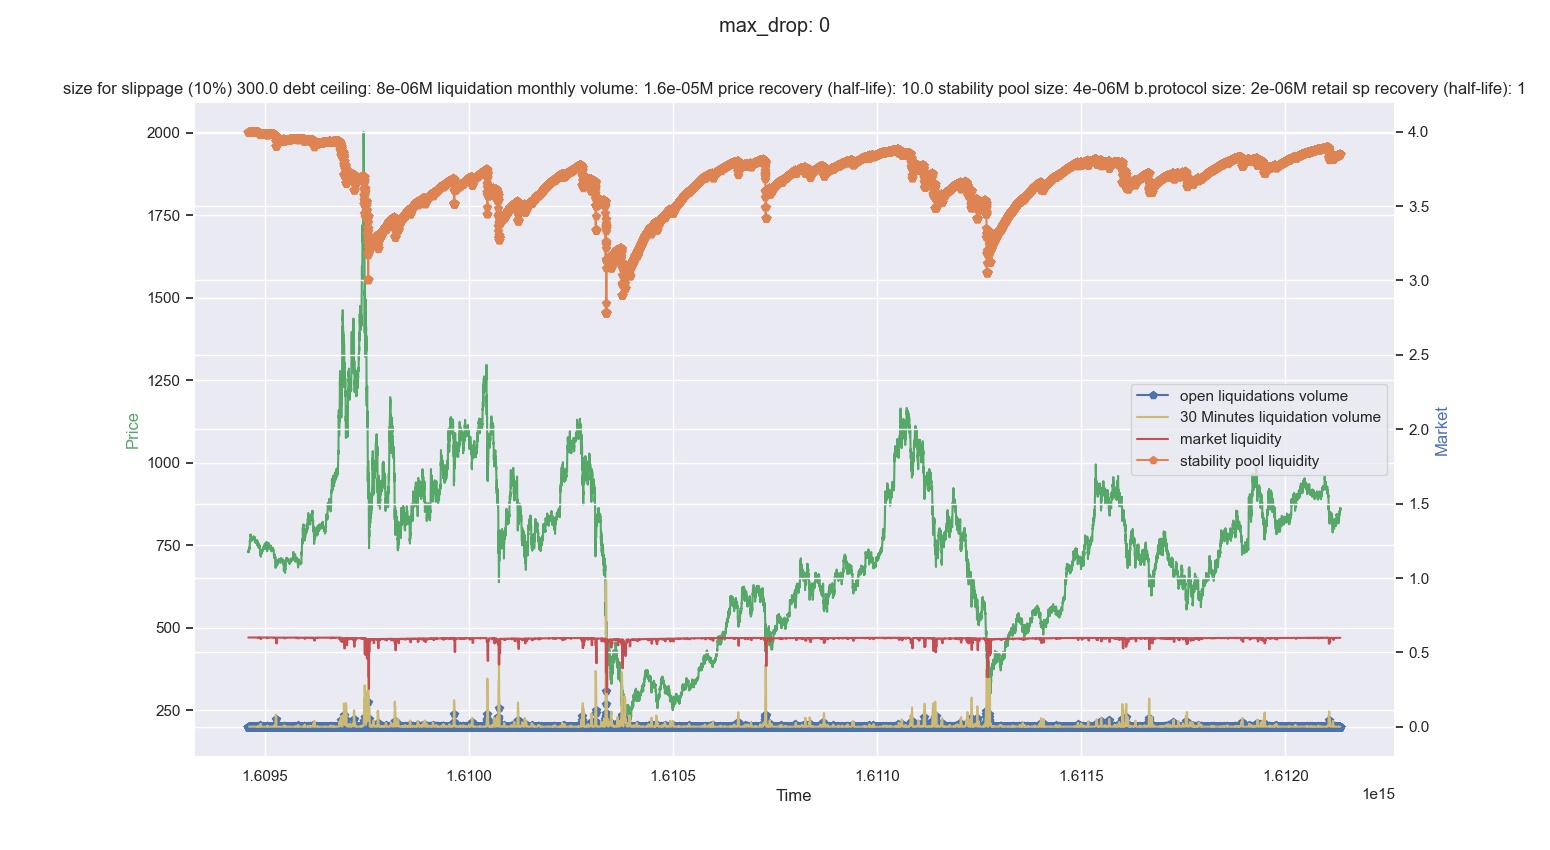 max_drop: 0
size for slippage (10%) 300.0 debt ceiling: 8e-06M liquidation monthly volume: 1.6e-05M price recovery (half-life): 10.0 stability pool size: 4e-06M b.protocol size: 2e-06M retail sp recovery (half-life): 1
2000
1750
1500
1250
1000
750
500
250
Price
4.0
3.5
3.0
2.5
2.0
1.5
1.0
0.5
0.0
Market
open liquidations volume
30 Minutes liquidation volume
market liquidity
stability pool liquidity
1.6095
1.6100
1.6105
1.6110
1.6115
1.6120
1e15
Time